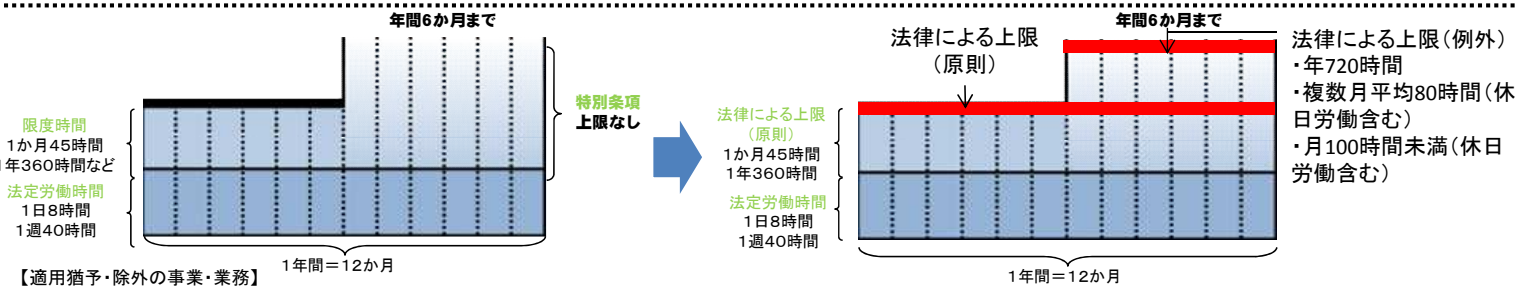 年間6か月まで
限度時間
1か月45時間
1年360時間など
法定労働時間
1日8時間
1週40時間
特別条項
上限なし
1年間=12か月
【適用猶予・除外の事業・業務】
年間6か月まで
法律による上限
(原則)
法律による上限
(原則)
1か月45時間
1年360時間
法定労働時間
1日8時間
1週40時間
法律による上限(例外)
・年720時間
・複数月平均80時間(休
日労働含む)
・月100時間未満(休日
労働含む)
1年間=12か月